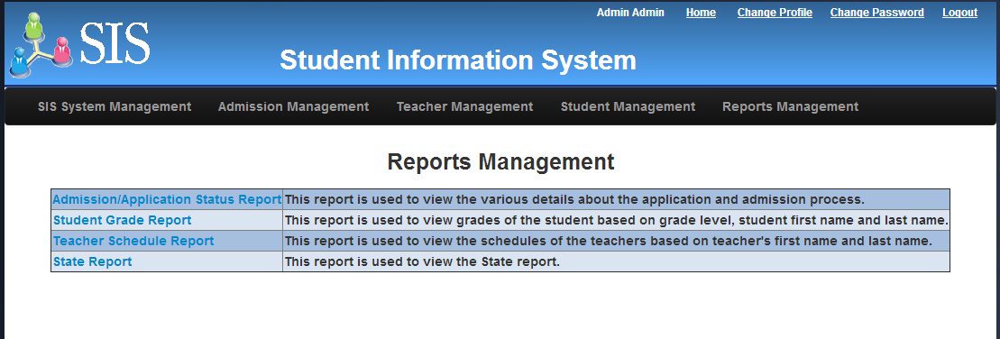 Admin Admin Home Change Profile Change Password Logout
SIS
Student Information System
SIS System Management Admission Management Teacher Management Student Management Reports Management
Reports Management
Admission/Application Status Report This report is used to view the various details about the application and admission process.
Student Grade Report This report is used to view grades of the student based on grade level, student first name and last name.
Teacher Schedule Report This report is used to view the schedules of the teachers based on teacher's first name and last name.
State Report This report is used to view the State report.